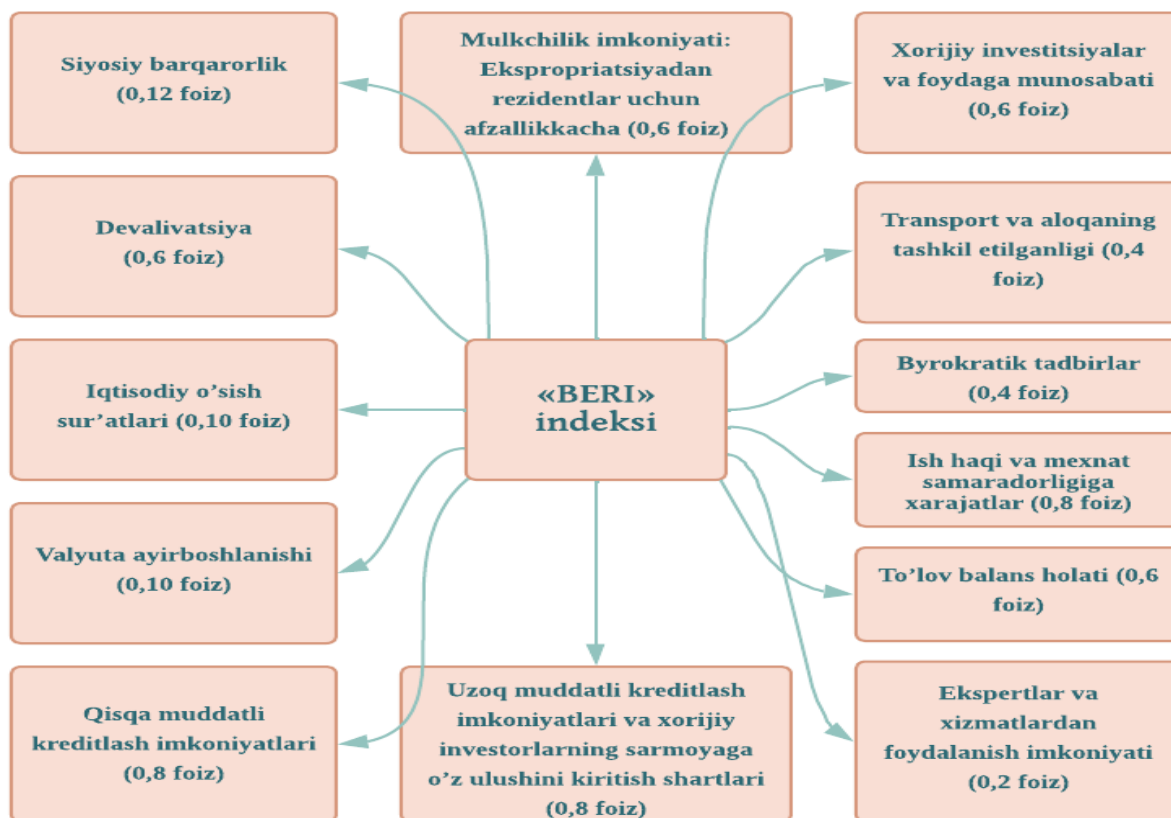 Siyosiy barqarorlik
(0,12 foiz)
Mulkchilik imkoniyati:
Ekspropriatsiyadan
rezidentlar uchun
afzallikkacha (0,6 foiz)
Xorijiy investitsiyalar
va foydaga munosabati
(0,6 foiz)
Devalivatsiya
(0,6 foiz)
Transport va aloqaning
tashkil etilganligi (0,4
foiz)
Iqtisodiy o’sish
sur’atlari (0,10 foiz)
«BERI»
indeksi
Byrokratik tadbirlar
(0,4 foiz)
Ish haqi va mexnat
samaradorligiga
xarajatlar (0,8 foiz)
Valyuta ayirboshlanishi
(0,10 foiz)
To’lov balans holati (0,6
foiz)
Qisqa muddatli
kreditlash imkoniyatlari
(0,8 foiz)
Uzoq muddatli kreditlash
imkoniyatlari va xorijiy
investorlarning sarmoyaga
o’z ulushini kiritish shartlari
(0,8 foiz)
Ekspertlar va
xizmatlardan
foydalanish imkoniyati
(0,2 foiz)